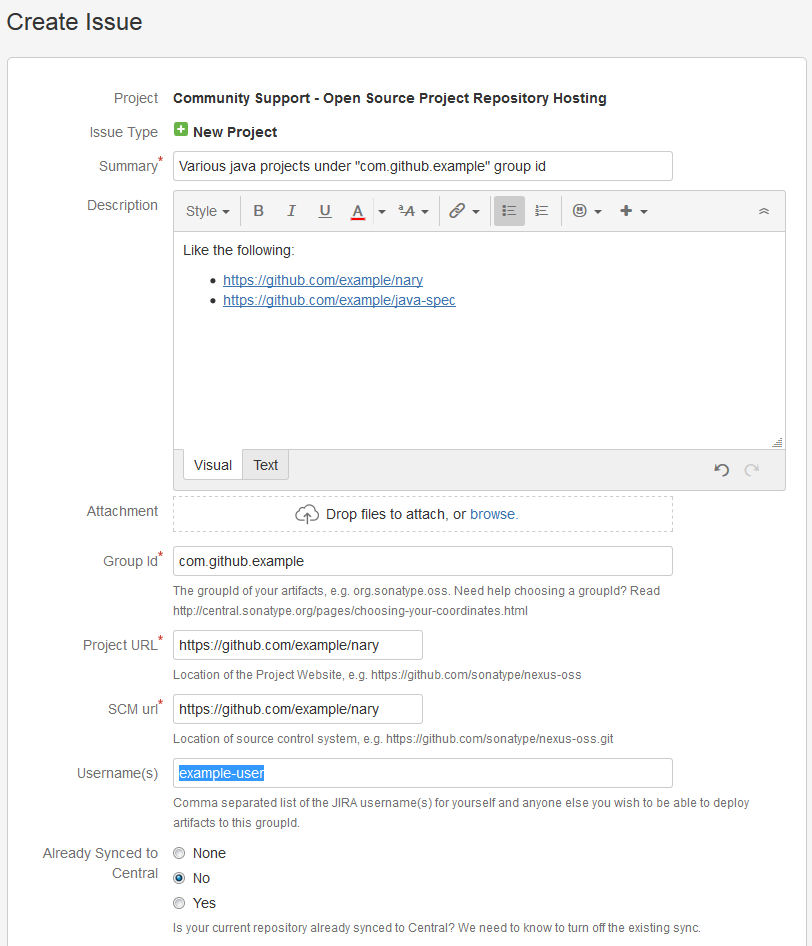 Create Issue
Project Community Support - Open Source Project Repository Hosting
Issue Type New Project
Summary* Various java projects under "com.github.example" group id
Description Style B I U A ªA
Like the following:
https://github.com/example/nary
https://github.com/example/java-spec
Visual Text
Attachment Drop files to attach, or browse.
Group Id* com.github.example
The groupId of your artifacts, e.g. org.sonatype.oss. Need help choosing a groupId? Read
http://central.sonatype.org/pages/choosing-your-coordinates.html
Project URL* https://github.com/example/nary
Location of the Project Website, e.g. https://github.com/sonatype/nexus-oss
SCM url* https://github.com/example/nary
Location of source control system, e.g. https://github.com/sonatype/nexus-oss.git
Username(s) example-user
Comma separated list of the JIRA username(s) for yourself and anyone else you wish to be able to deploy
artifacts to this groupId.
Already Synced to None
Central No
Yes
Is your current repository already synced to Central? We need to know to turn off the existing sync.